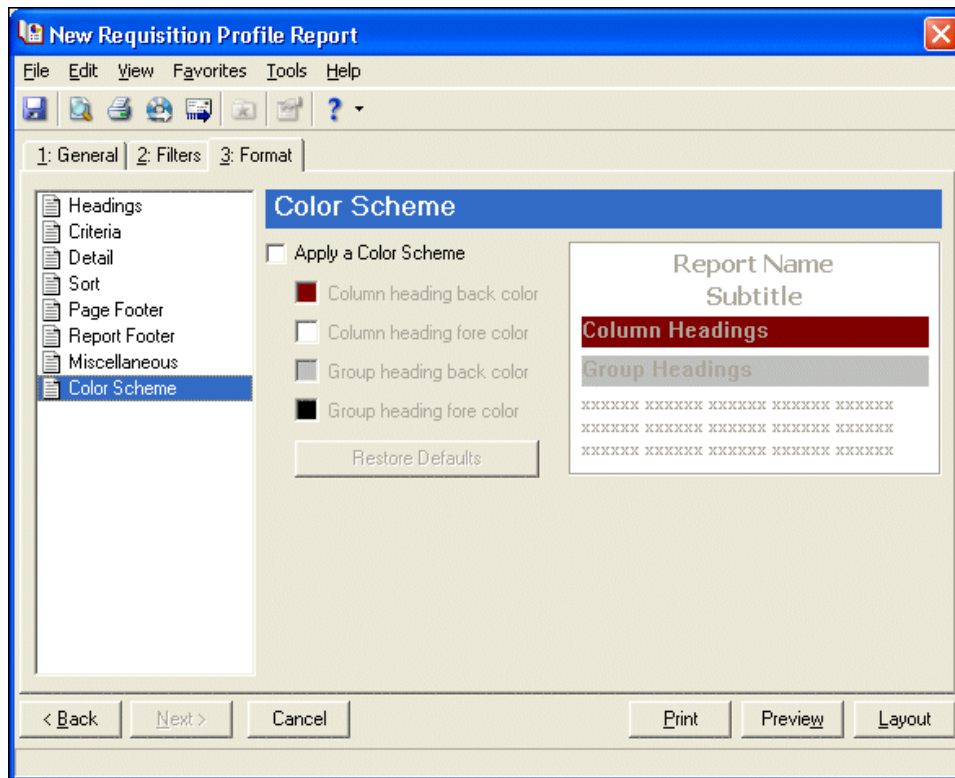 New Requisition Profile Report
File Edit View Favorites Tools Help
?
1: General 2: Filters 3: Format
Headings
Criteria
Detail
Sort
Page Footer
Report Footer
Miscellaneous
Color Scheme
Color Scheme
Apply a Color Scheme
Column heading back color
Column heading fore color
Group heading back color
Group heading fore color
Restore Defaults
Report Name
Subtitle
Column Headings
Group Headings
xxxxxx xxxxxx xxxxxx xxxxxx xxxxxx
xxxxxx xxxxxx xxxxxx xxxxxx xxxxxx
xxxxxx xxxxxx xxxxxx xxxxxx xxxxxx
< Back Next > Cancel Print Preview Layout